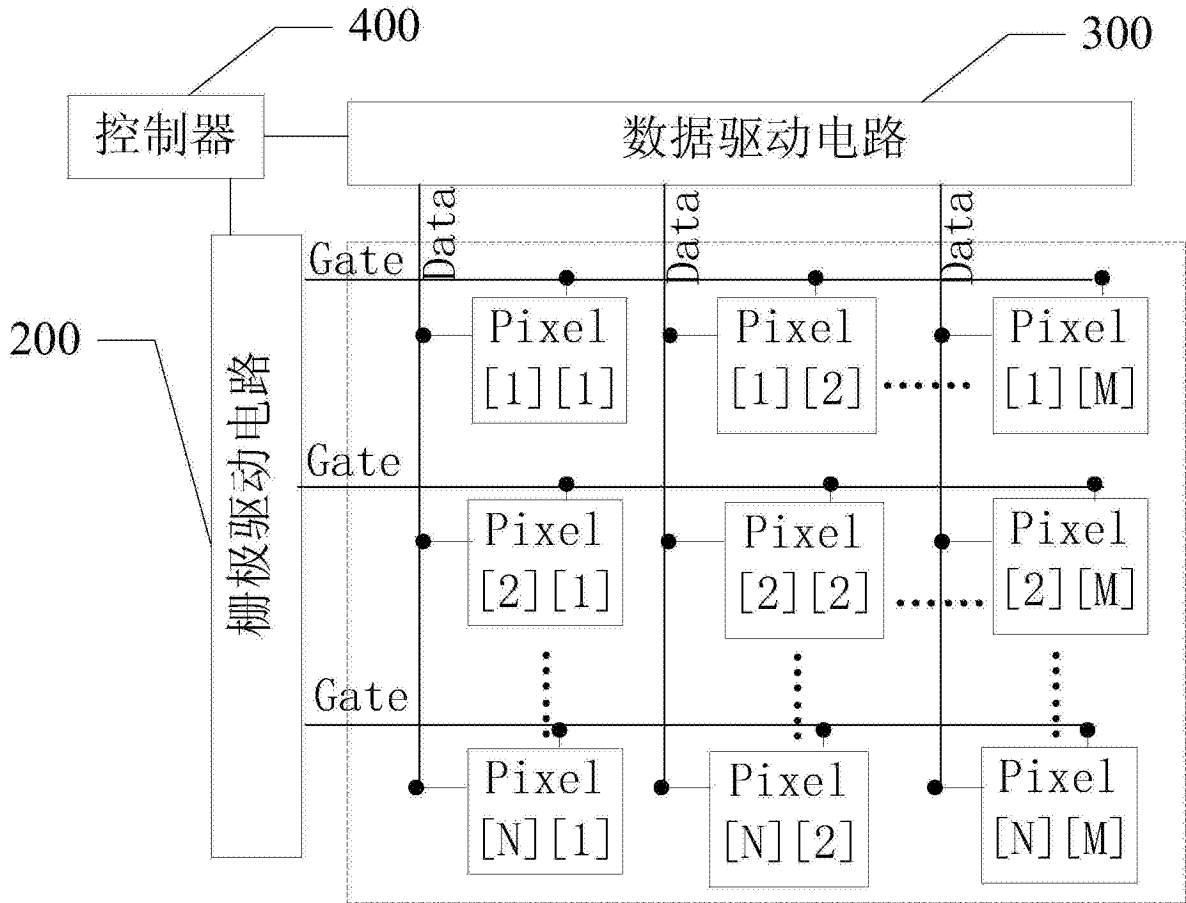 400
300
控制器
数据驱动电路
Data
Data
Data
Gate
200
栅极驱动电路
Pixel
[1][1]
Pixel
[1][2]
Pixel
[1][M]
Gate
Pixel
[2][1]
Pixel
[2][2]
Pixel
[2][M]
Gate
Pixel
[N][1]
Pixel
[N][2]
Pixel
[N][M]